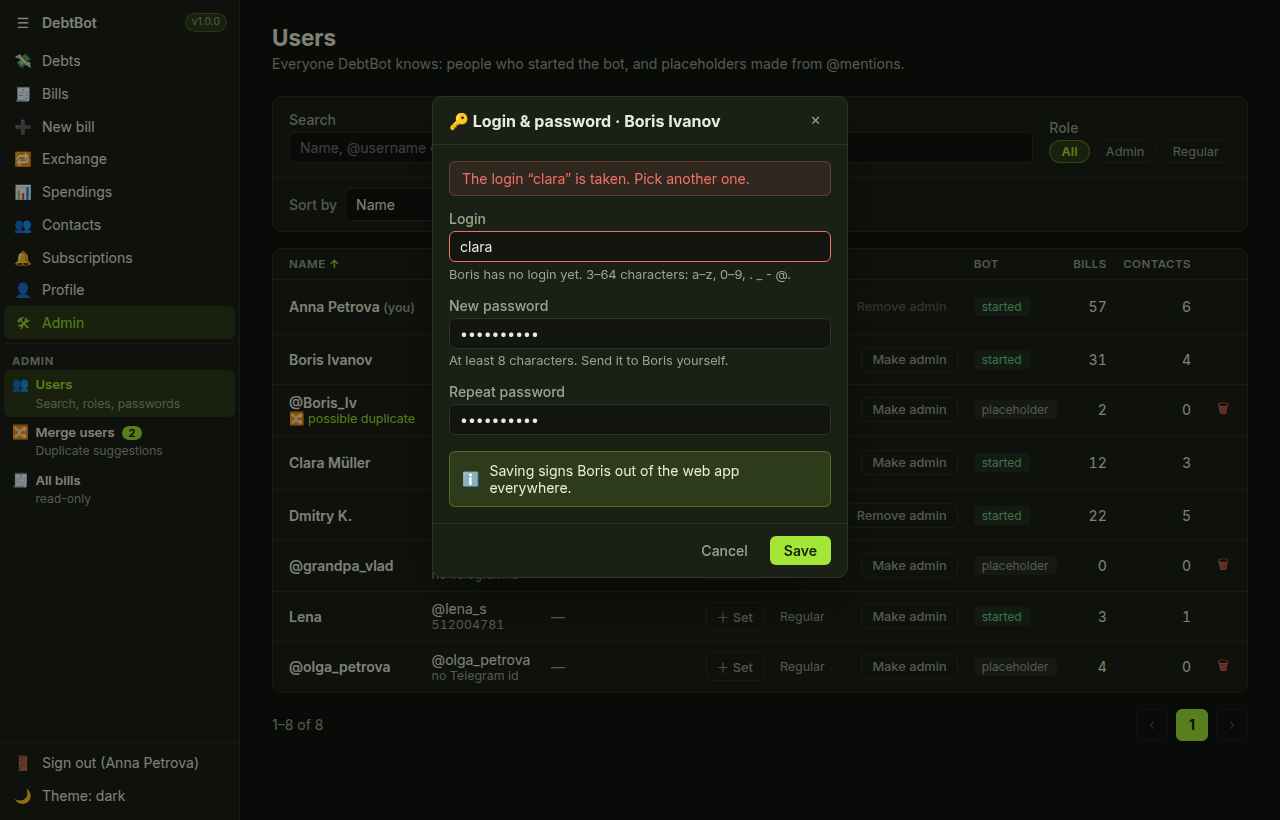 DebtBot
v1.0.0
Debts
Bills
New bill
Exchange
Spendings
Contacts
Subscriptions
Profile
Admin
ADMIN
Users
Search, roles, passwords
Merge users 2
Duplicate suggestions
All bills
read-only
Sign out (Anna Petrova)
Theme: dark
Users
Everyone DebtBot knows: people who started the bot, and placeholders made from @mentions.
Search
Name, @username
Role
All Admin Regular
Sort by Name
NAME ↑ BOT BILLS CONTACTS
Anna Petrova (you) Remove admin started 57 6
Boris Ivanov Make admin started 31 4
@Boris_Iv
possible duplicate
Make admin placeholder 2 0
Clara Müller Make admin started 12 3
Dmitry K. Remove admin started 22 5
@grandpa_vlad Make admin placeholder 0 0
no Telegram id
Lena @lena_s
512004781
— + Set Regular Make admin started 3 1
@olga_petrova @olga_petrova
no Telegram id
— + Set Regular Make admin placeholder 4 0
1–8 of 8
‹ 1 ›
Login & password · Boris Ivanov ×
The login “clara” is taken. Pick another one.
Login
clara
Boris has no login yet. 3–64 characters: a–z, 0–9, . _ - @.
New password
••••••••••
At least 8 characters. Send it to Boris yourself.
Repeat password
••••••••••
Saving signs Boris out of the web app
everywhere.
Cancel Save